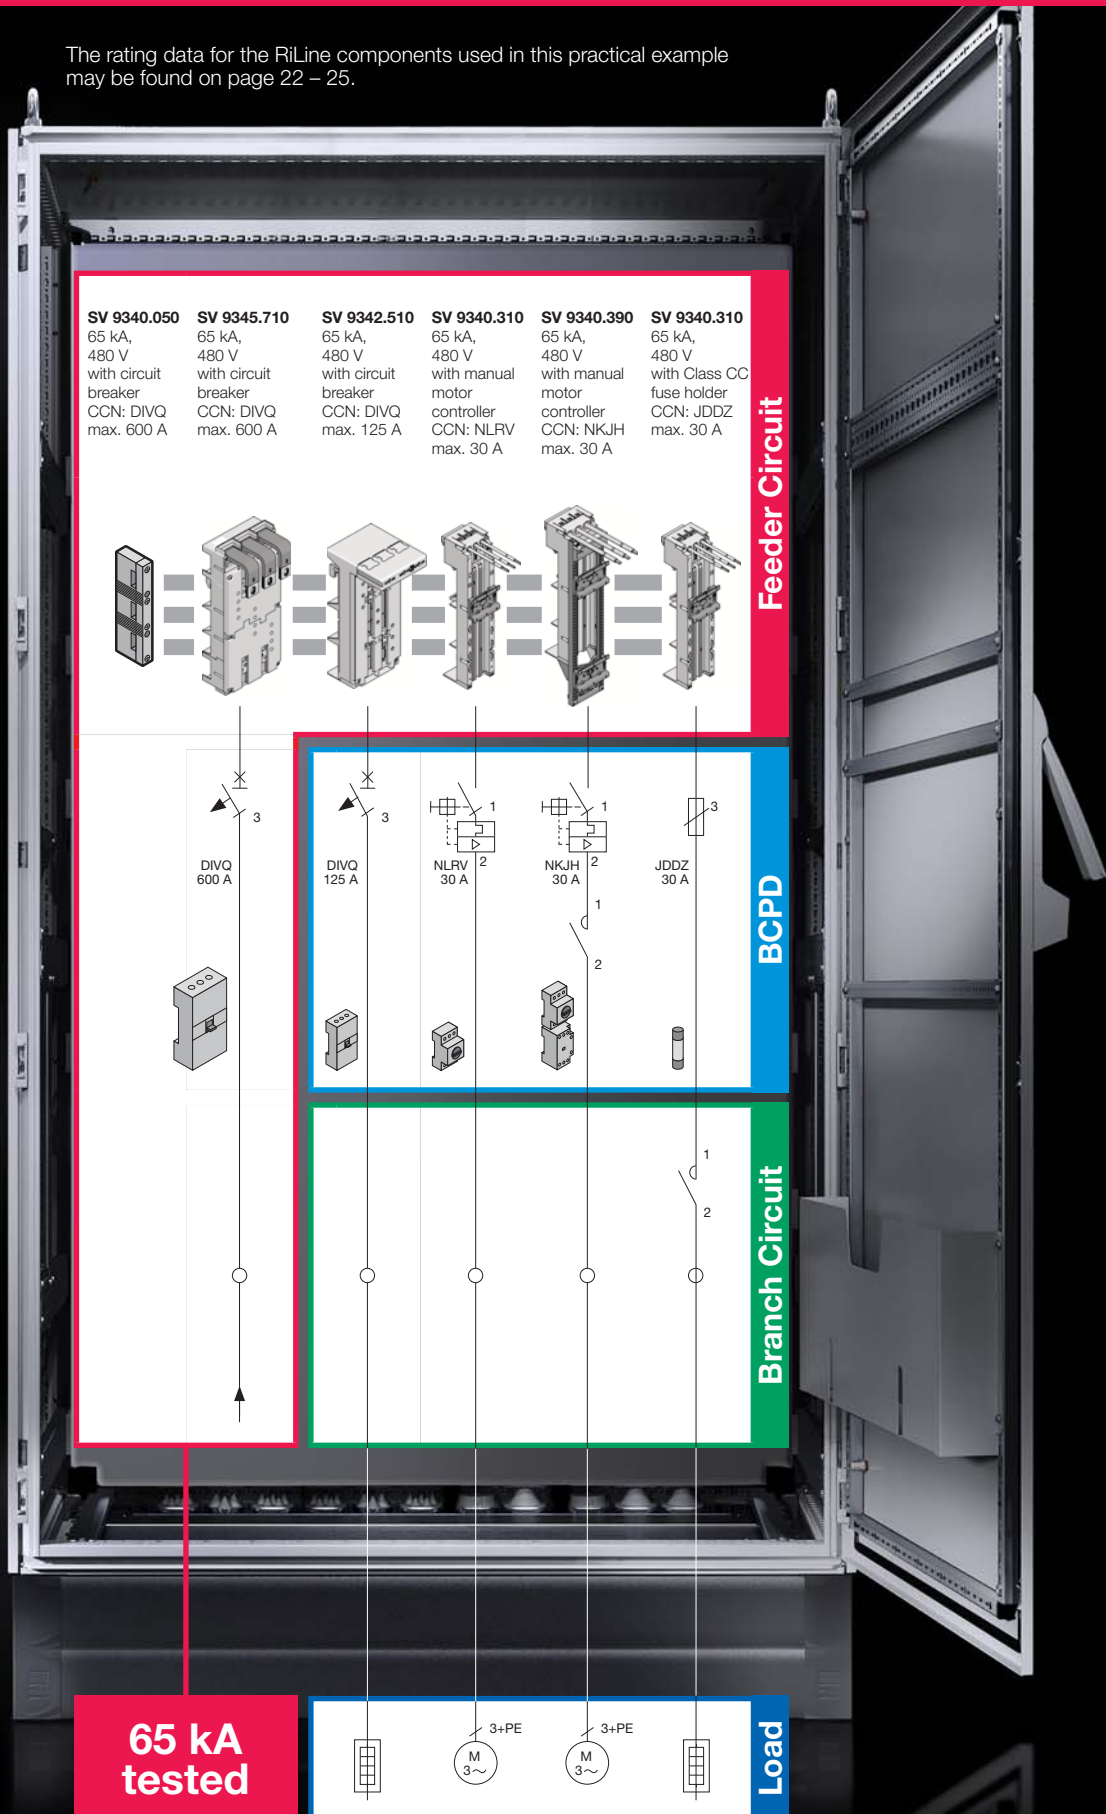 The rating data for the RiLine components used in this practical example
may be found on page 22 – 25.
SV 9340.050
65 kA,
480 V
with circuit
breaker
CCN: DIVQ
max. 600 A
SV 9345.710
65 kA,
480 V
with circuit
breaker
CCN: DIVQ
max. 600 A
SV 9342.510
65 kA,
480 V
with circuit
breaker
CCN: DIVQ
max. 125 A
SV 9340.310
65 kA,
480 V
with manual
motor
controller
CCN: NLRV
max. 30 A
SV 9340.390
65 kA,
480 V
with manual
motor
controller
CCN: NKJH
max. 30 A
SV 9340.310
65 kA,
480 V
with Class CC
fuse holder
CCN: JDDZ
max. 30 A
Feeder Circuit
3
DIVQ
600 A
3
DIVQ
125 A
1
2
NLRV
30 A
1
2
NKJH
30 A
1
2
3
JDDZ
30 A
BCPD
1
2
Branch Circuit
65 kA
tested
3+PE
M
3~
3+PE
M
3~
Load